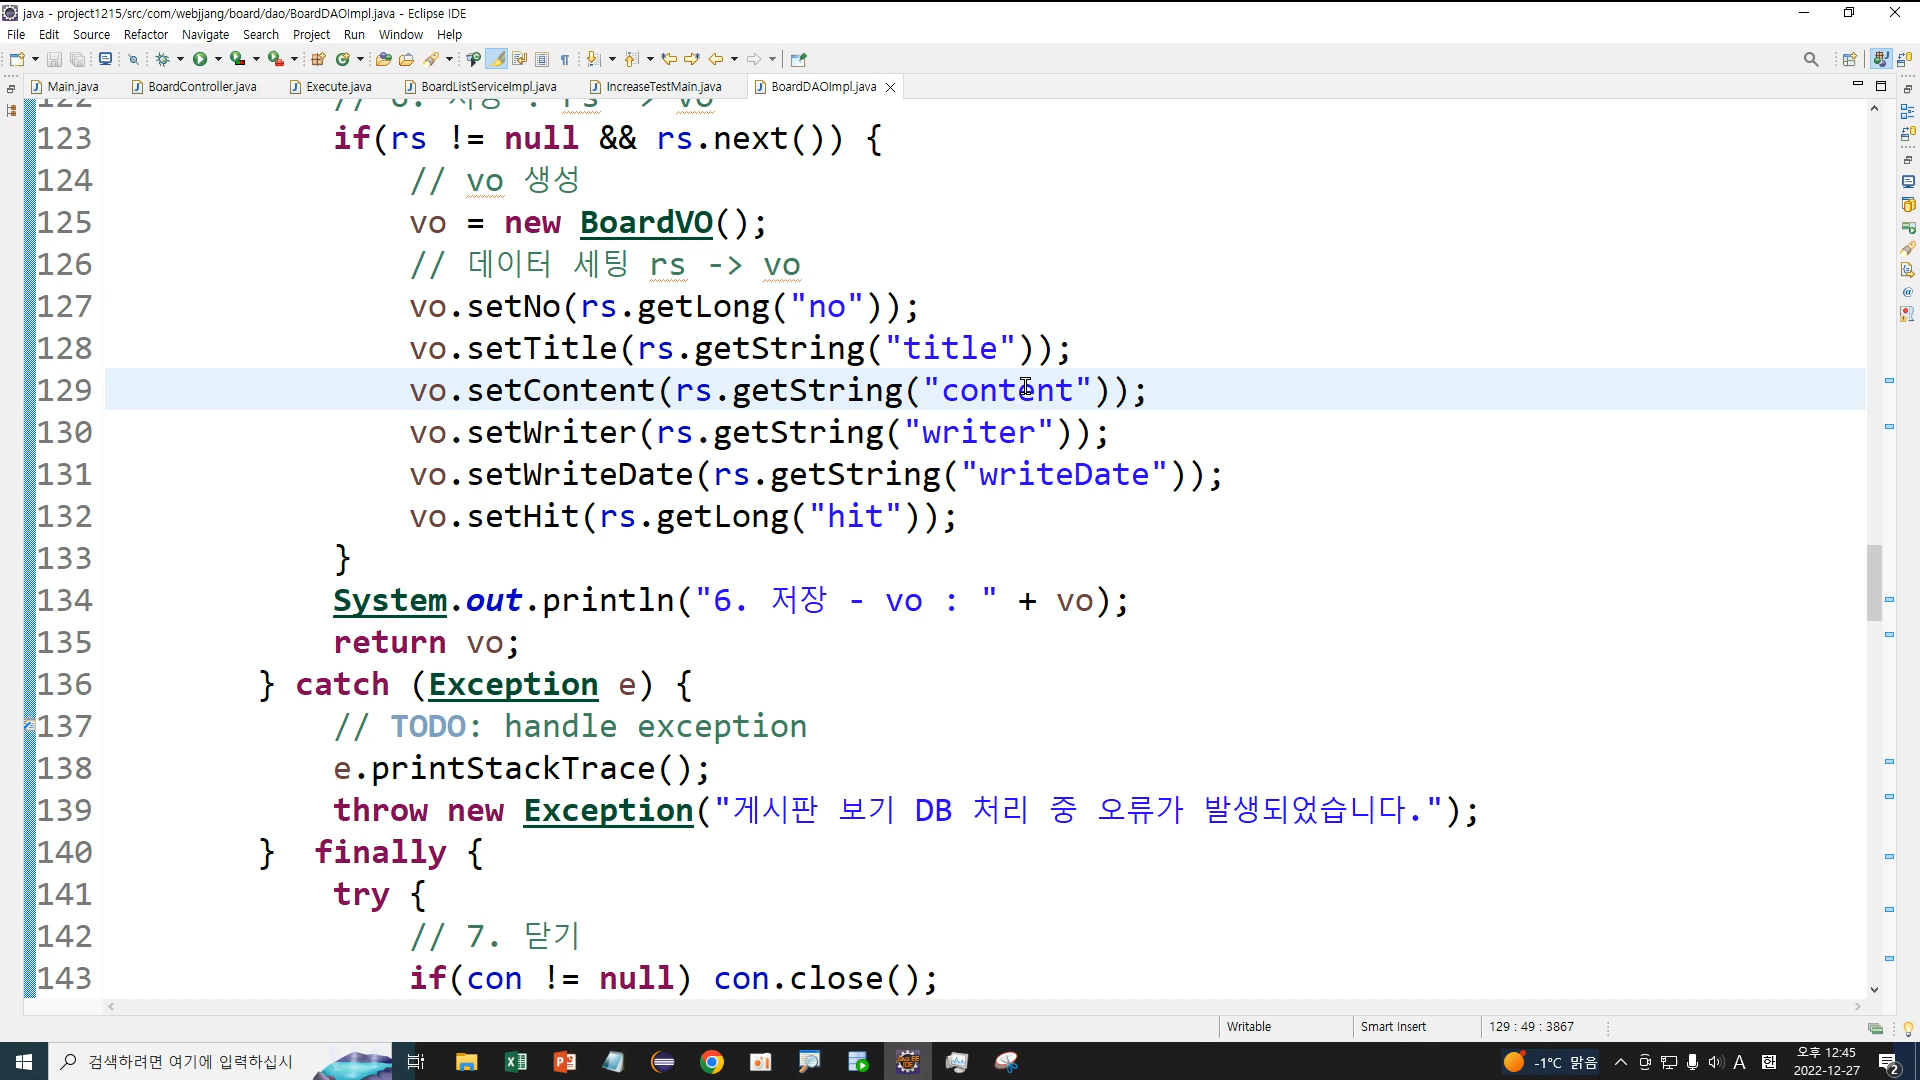 java - project1215/src/com/webjjang/board/dao/BoardDAOImpl.java - Eclipse IDE
File Edit Source Refactor Navigate Search Project Run Window Help
Main.java BoardController.java Execute.java BoardListServiceImpl.java IncreaseTestMain.java BoardDAOImpl.java
122 // 6. 저장 : rs -> vo
123 if(rs != null && rs.next()) {
124 // vo 생성
125 vo = new BoardVO();
126 // 데이터 세팅 rs -> vo
127 vo.setNo(rs.getLong("no"));
128 vo.setTitle(rs.getString("title"));
129 vo.setContent(rs.getString("content"));
130 vo.setWriter(rs.getString("writer"));
131 vo.setWriteDate(rs.getString("writeDate"));
132 vo.setHit(rs.getLong("hit"));
133 }
134 System.out.println("6. 저장 - vo : " + vo);
135 return vo;
136 } catch (Exception e) {
137 // TODO: handle exception
138 e.printStackTrace();
139 throw new Exception("게시판 보기 DB 처리 중 오류가 발생되었습니다.");
140 } finally {
141 try {
142 // 7. 닫기
143 if(con != null) con.close();
Writable Smart Insert 129 : 49 : 3867
검색하려면 여기에 입력하십시 -1°C 맑음 A 한 오후 12:45
2022-12-27 2